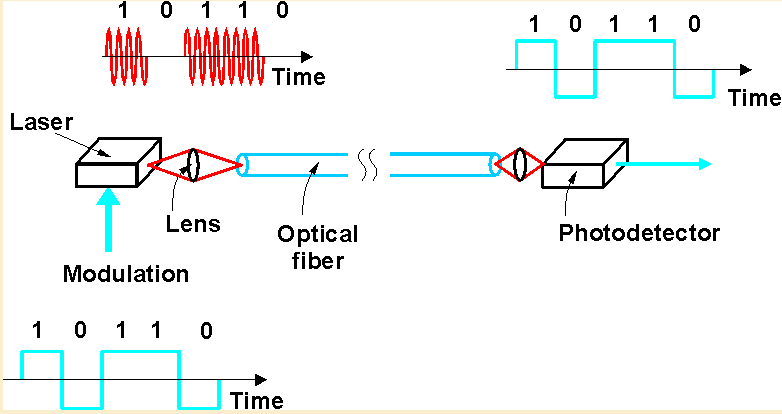 1 0 1 1 0
Time
1 0 1 1 0
Time
Laser
Lens
Optical
fiber
Photodetector
Modulation
1 0 1 1 0
Time